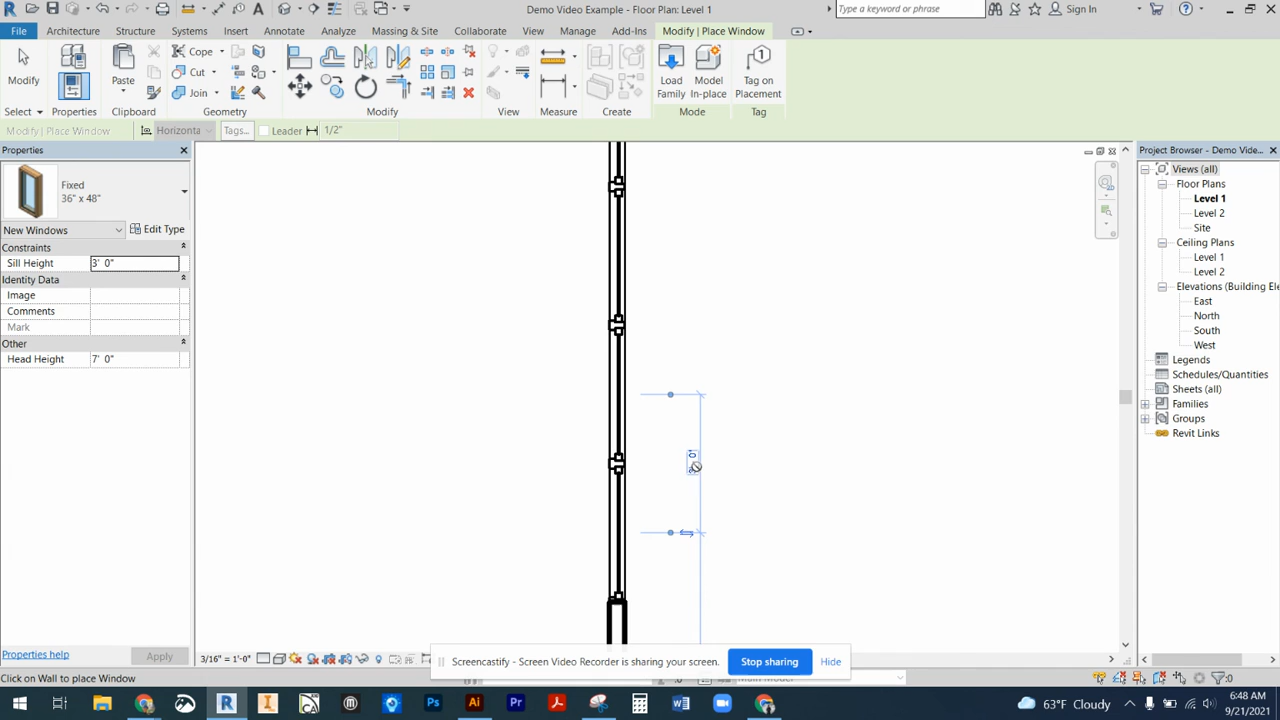 Demo Video Example - Floor Plan: Level 1
Type a keyword or phrase
Sign In
File
Architecture
Structure
Systems
Insert
Annotate
Analyze
Massing & Site
Collaborate
View
Manage
Add-Ins
Modify | Place Window
Modify
Paste
Cope
Cut
Join
Load
Family
Model
In-place
Tag on
Placement
Select
Properties
Clipboard
Geometry
Modify
View
Measure
Create
Mode
Tag
Modify | Place Window
Horizonta
Tags...
Leader
1/2"
Properties
Fixed
36" x 48"
New Windows
Edit Type
Constraints
Sill Height
3' 0"
Identity Data
Image
Comments
Mark
Other
Head Height
7' 0"
Properties help
Apply
Project Browser - Demo Vide...
Views (all)
Floor Plans
Level 1
Level 2
Site
Ceiling Plans
Level 1
Level 2
Elevations (Building Ele
East
North
South
West
Legends
Schedules/Quantities
Sheets (all)
Families
Groups
Revit Links
3/16" = 1'-0"
Screencastify - Screen Video Recorder is sharing your screen.
Stop sharing
Hide
Click on Wall to place Window
:0
Main Model
:0
63°F Cloudy
6:48 AM
9/21/2021